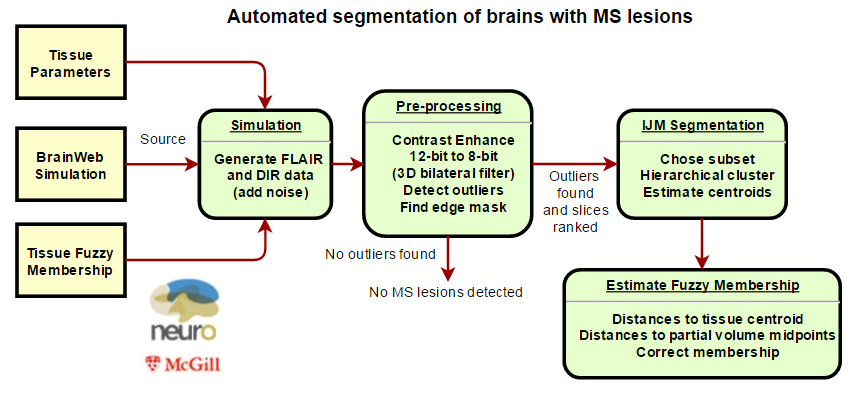 Automated segmentation of brains with MS lesions
Tissue
Parameters
BrainWeb
Simulation
Tissue Fuzzy
Membership
Source
Simulation
Generate FLAIR
and DIR data
(add noise)
Pre-processing
Contrast Enhance
12-bit to 8-bit
(3D bilateral filter)
Detect outliers
Find edge mask
No outliers found
No MS lesions detected
Outliers
found
and slices
ranked
IJM Segmentation
Chose subset
Hierarchical cluster
Estimate centroids
Estimate Fuzzy Membership
Distances to tissue centroid
Distances to partial volume midpoints
Correct membership
neuro
McGill